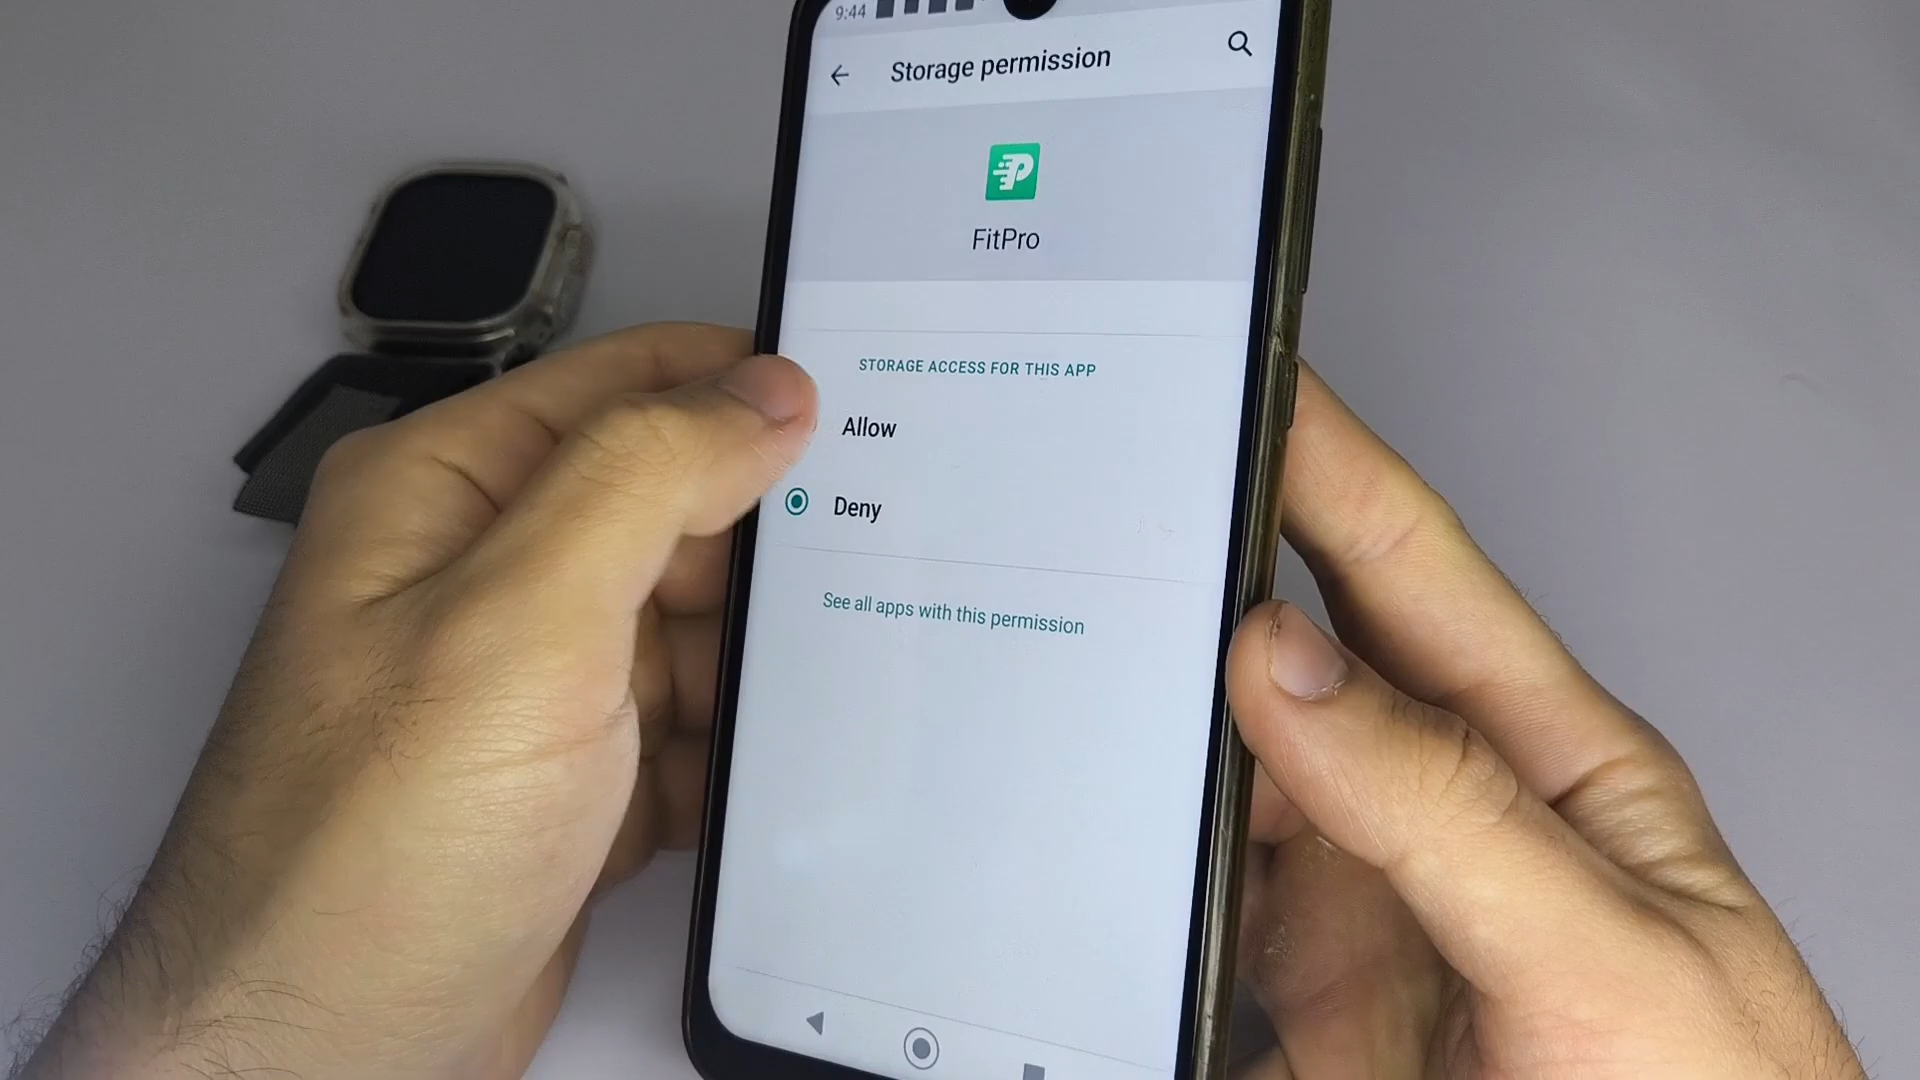 9:44
Storage permission
FitPro
STORAGE ACCESS FOR THIS APP
Allow
Deny
See all apps with this permission